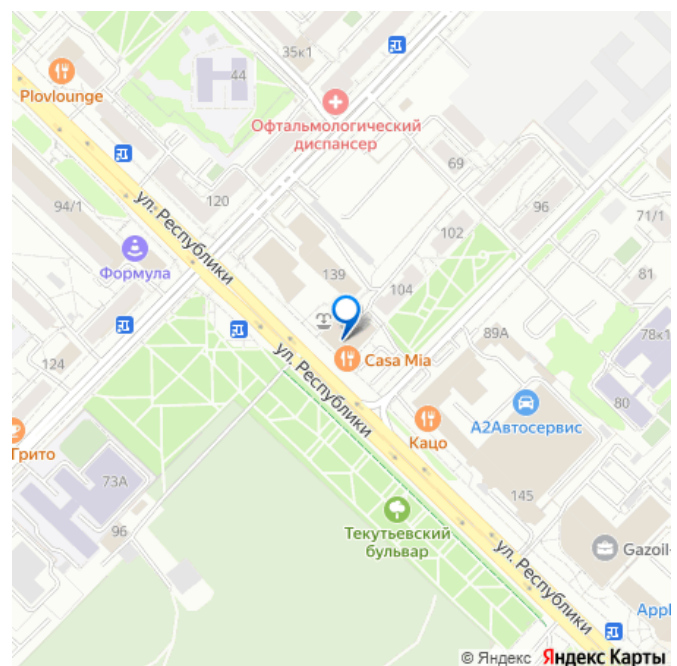 35к1
44
Plovlounge
Офтальмологический
диспансер
69
94/1
120
96
71/1
ул. Республики
102
Формула
139
81
104
78к1
89А
124
ул. Республики
Casa Mia
80
А2Автосервис
Кацо
Грито
73А
145
96
Текутьевский
бульвар
ул. Республики
Gazoil-
Appl
© Яндекс Яндекс Карты